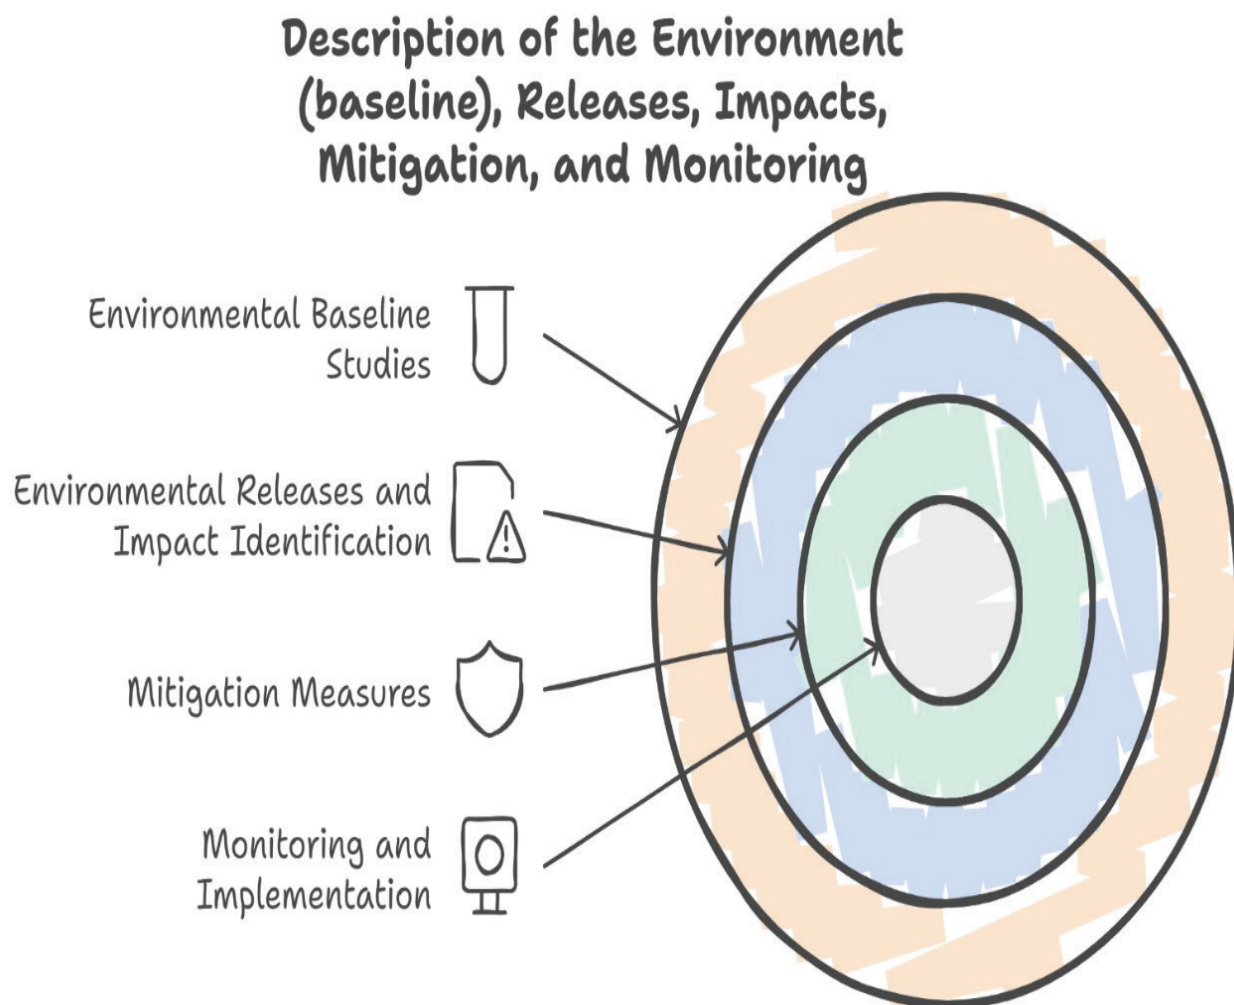 Description of the Environment
(baseline), Releases, Impacts,
Mitigation, and Monitoring
Environmental Baseline
Studies
Environmental Releases and
Impact Identification
Mitigation Measures
Monitoring and
Implementation